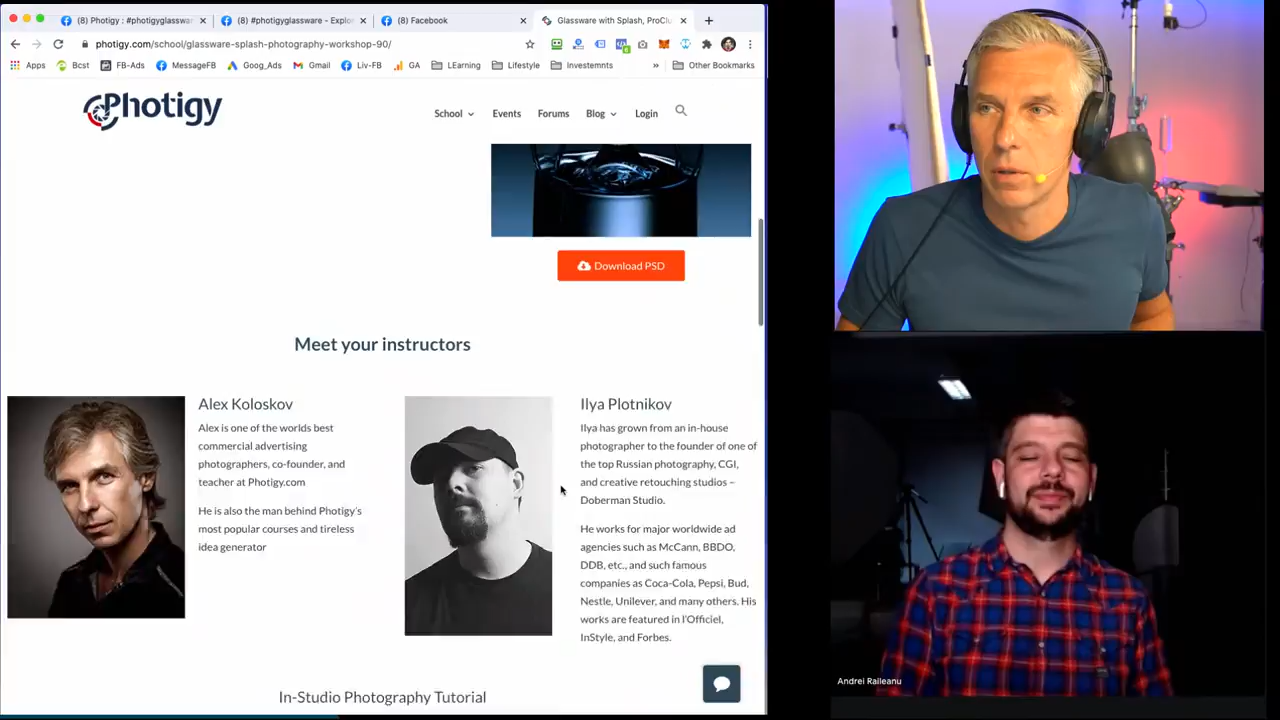 (8) Photigy : #photigyglasswar
(8) #photigyglassware - Explo
(8) Facebook
Glassware with Splash, ProClu
photigy.com/school/glassware-splash-photography-workshop-90/
Apps
Bcst
FB-Ads
MessageFB
Goog_Ads
Gmail
Liv-FB
GA
LEarning
Lifestyle
Investemnts
»
Other Bookmarks
Photigy
School
Events
Forums
Blog
Login
Download PSD
Meet your instructors
Alex Koloskov
Alex is one of the worlds best
commercial advertising
photographers, co-founder, and
teacher at Photigy.com
He is also the man behind Photigy's
most popular courses and tireless
idea generator
Ilya Plotnikov
Ilya has grown from an in-house
photographer to the founder of one of
the top Russian photography, CGI,
and creative retouching studios –
Doberman Studio.
He works for major worldwide ad
agencies such as McCann, BBDO,
DDB, etc., and such famous
companies as Coca-Cola, Pepsi, Bud,
Nestle, Unilever, and many others. His
works are featured in l'Officiel,
InStyle, and Forbes.
In-Studio Photography Tutorial
Andrei Raileanu